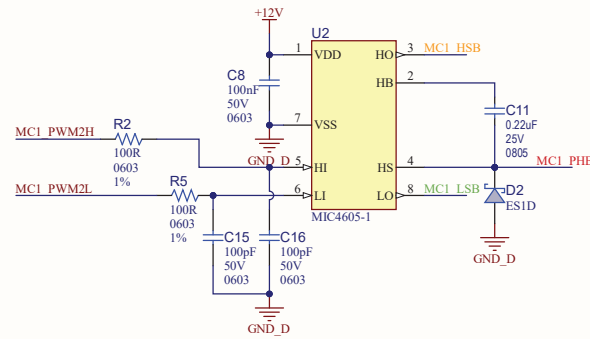 +12V
U2
1
VDD
HO
3
MC1_HSB
C8
100nF
50V
0603
HB
2
C11
0.22uF
25V
0805
7
VSS
GND_D
MC1_PWM2H
R2
100R
0603
1%
5
HI
HS
4
MC1_PHB
MC1_PWM2L
R5
100R
0603
1%
6
LI
LO
8
MC1_LSB
MIC4605-1
D2
ES1D
GND_D
C15
100pF
50V
0603
C16
100pF
50V
0603
GND_D